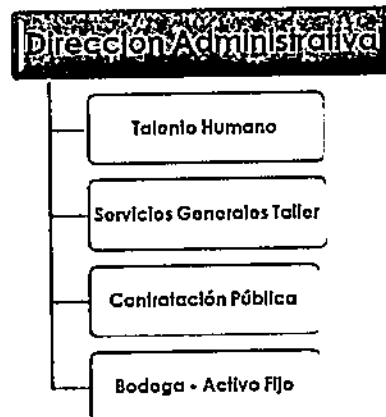 Dirección Administrativa
Talento Humano
Servicios Generales Taller
Contratación Pública
Bodega - Activo Fijo